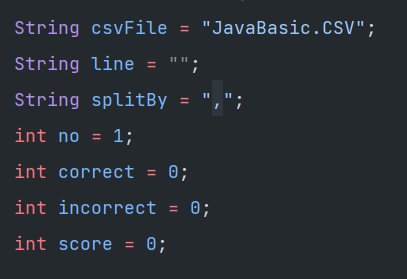 String csvFile = "JavaBasic.CSV";
String line = "";
String splitBy = ",";
int no = 1;
int correct = 0;
int incorrect = 0;
int score = 0;